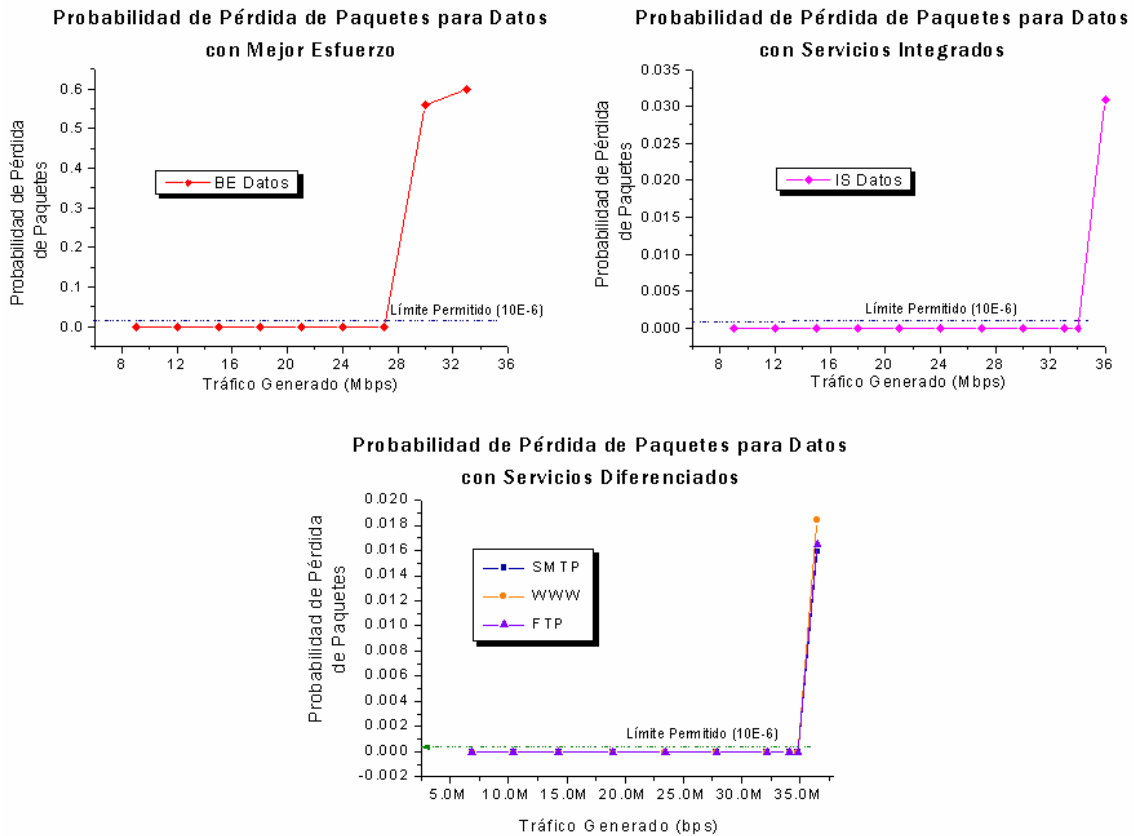 Probabilidad de Pérdida de Paquetes para Datos
con Mejor Esfuerzo
0.6
0.5
0.4
0.3
0.2
0.1
0.0
Probabilidad de Pérdida
de Paquetes
BE Datos
Límite Permitido (10E-6)
8 12 16 20 24 28 32 36
Tráfico Generado (Mbps)
Probabilidad de Pérdida de Paquetes para Datos
con Servicios Integrados
0.035
0.030
0.025
0.020
0.015
0.010
0.005
0.000
Probabilidad de Pérdida
de Paquetes
IS Datos
Límite Permitido (10E-6)
8 12 16 20 24 28 32 36
Tráfico Generado (Mbps)
Probabilidad de Pérdida de Paquetes para Datos
con Servicios Diferenciados
0.020
0.018
0.016
0.014
0.012
0.010
0.008
0.006
0.004
0.002
0.000
-0.002
Probabilidad de Pérdida
de Paquetes
SMTP
WWW
FTP
Límite Permitido (10E-6)
5.0M 10.0M 15.0M 20.0M 25.0M 30.0M 35.0M
Tráfico Generado (bps)